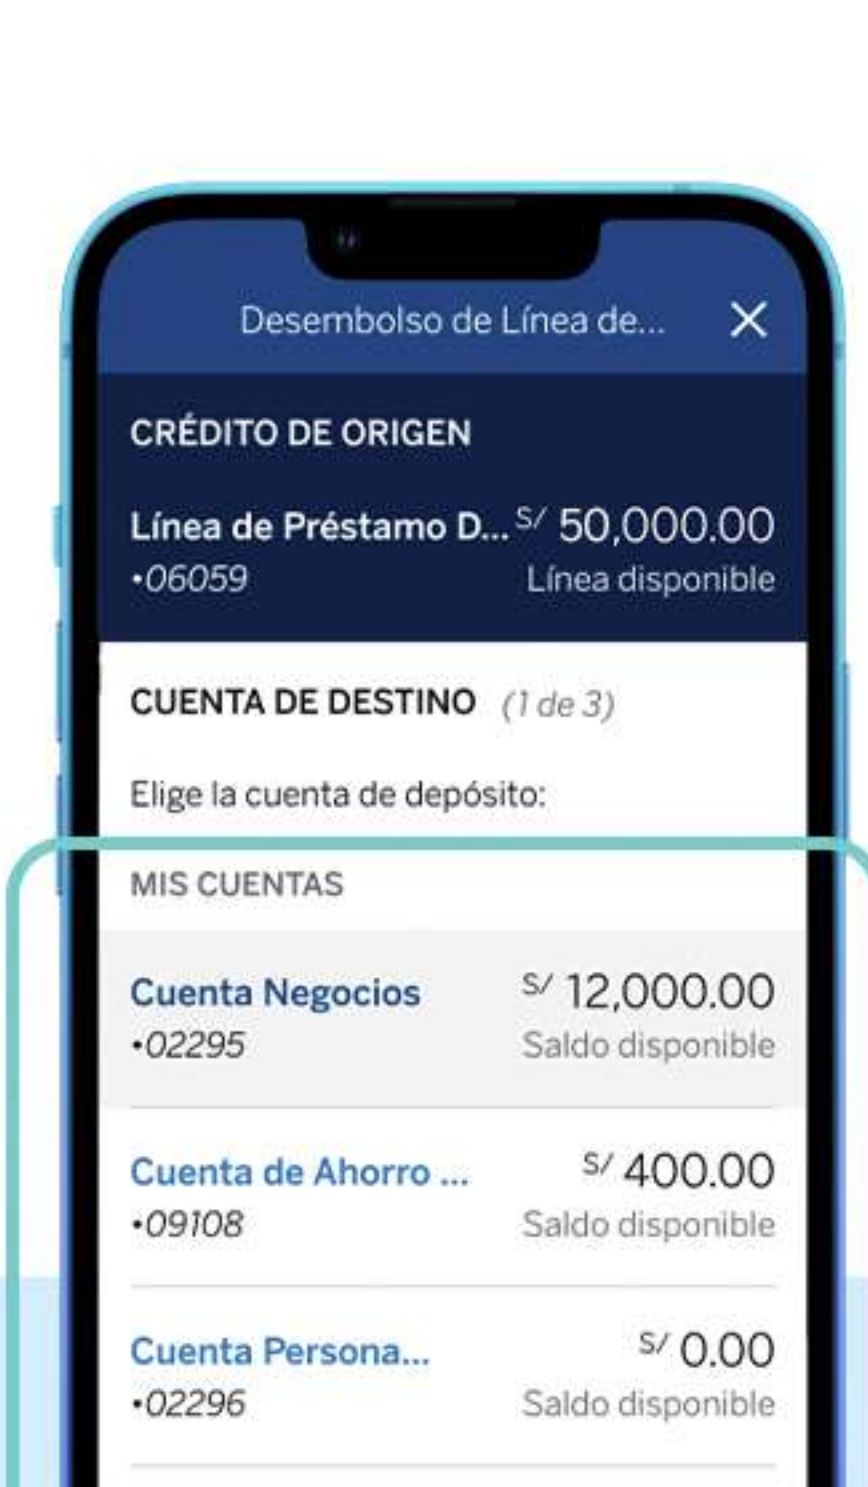 Desembolso de Línea de...
CRÉDITO DE ORIGEN
Línea de Préstamo D... S/ 50,000.00
•06059 Línea disponible
CUENTA DE DESTINO (1 de 3)
Elige la cuenta de depósito:
MIS CUENTAS
Cuenta Negocios S/ 12,000.00
•02295 Saldo disponible
Cuenta de Ahorro ... S/ 400.00
•09108 Saldo disponible
Cuenta Persona... S/ 0.00
•02296 Saldo disponible